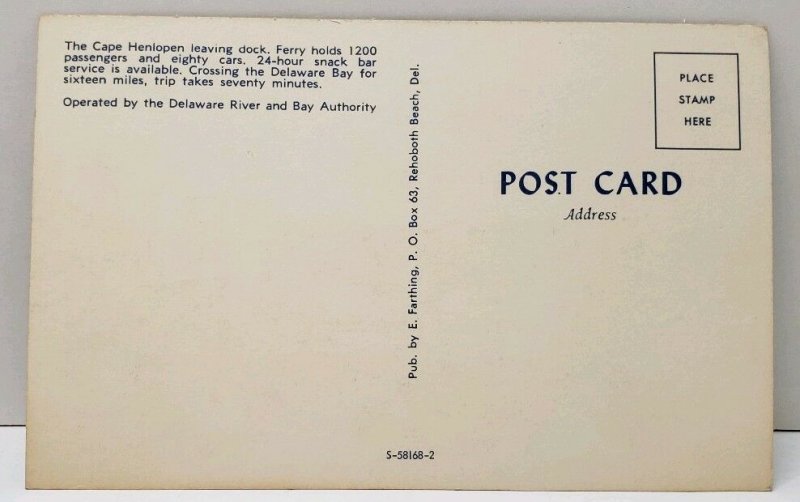 The Cape Henlopen leaving dock. Ferry holds 1200
passengers and eighty cars. 24-hour snack bar
service is available. Crossing the Delaware Bay for
sixteen miles, trip takes seventy minutes.
Operated by the Delaware River and Bay Authority
Pub. by E. Farthing, P. O. Box 63, Rehoboth Beach, Del.
PLACE
STAMP
HERE
POST CARD
Address
S-58168-2